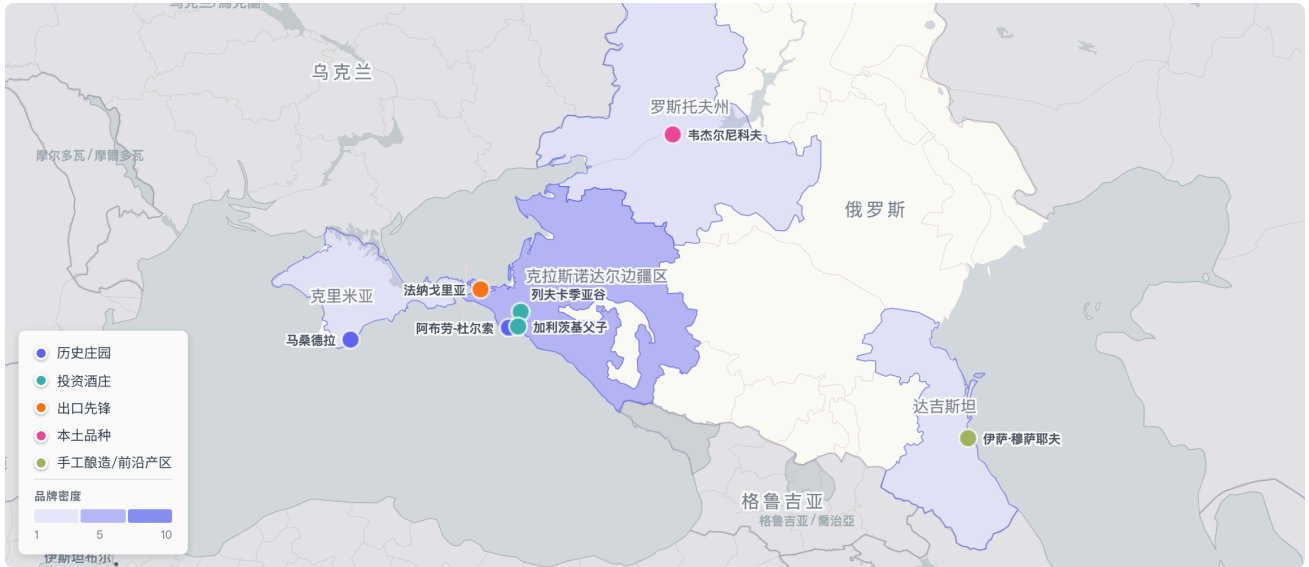 乌克兰
罗斯托夫州
韦杰尔尼科夫
摩尔多瓦/摩爾多瓦
俄罗斯
克拉斯诺达尔边疆区
法纳戈里亚
列夫卡季亚谷
克里米亚
阿布劳-杜尔索
加利茨基父子
马桑德拉
历史庄园
投资酒庄
出口先锋
本土品种
手工酿造/前沿产区
品牌密度
1 5 10
达吉斯坦
伊萨·穆萨耶夫
格鲁吉亚
格鲁吉亚/喬治亞
伊斯坦布尔